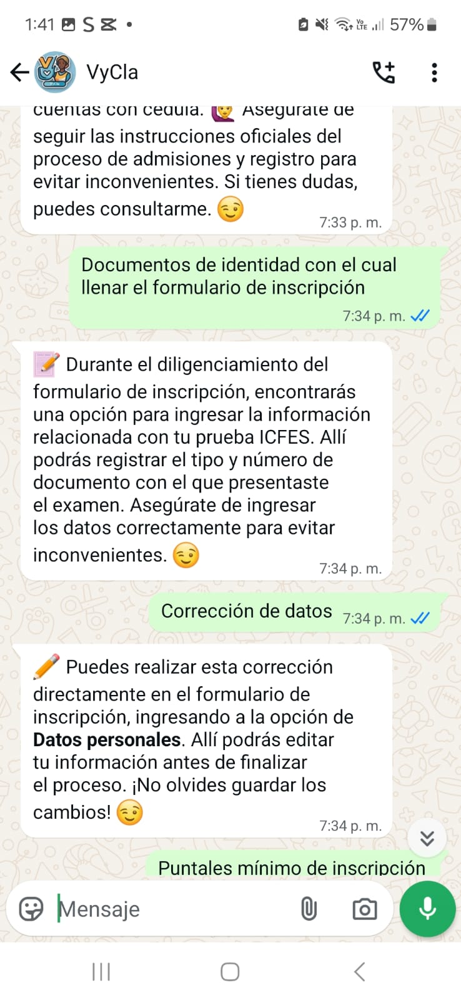 1:41
Vo
LTE
57%
VyCla
cuentas con cédula. 🙋‍♀️ Asegúrate de
seguir las instrucciones oficiales del
proceso de admisiones y registro para
evitar inconvenientes. Si tienes dudas,
puedes consultarme. 😉
7:33 p. m.
Documentos de identidad con el cual
llenar el formulario de inscripción
7:34 p. m.
📝 Durante el diligenciamiento del
formulario de inscripción, encontrarás
una opción para ingresar la información
relacionada con tu prueba ICFES. Allí
podrás registrar el tipo y número de
documento con el que presentaste
el examen. Asegúrate de ingresar
los datos correctamente para evitar
inconvenientes. 😉
7:34 p. m.
Corrección de datos 7:34 p. m.
✏️ Puedes realizar esta corrección
directamente en el formulario de
inscripción, ingresando a la opción de
Datos personales. Allí podrás editar
tu información antes de finalizar
el proceso. ¡No olvides guardar los
cambios! 😉
7:34 p. m.
Puntales mínimo de inscripción
Mensaje